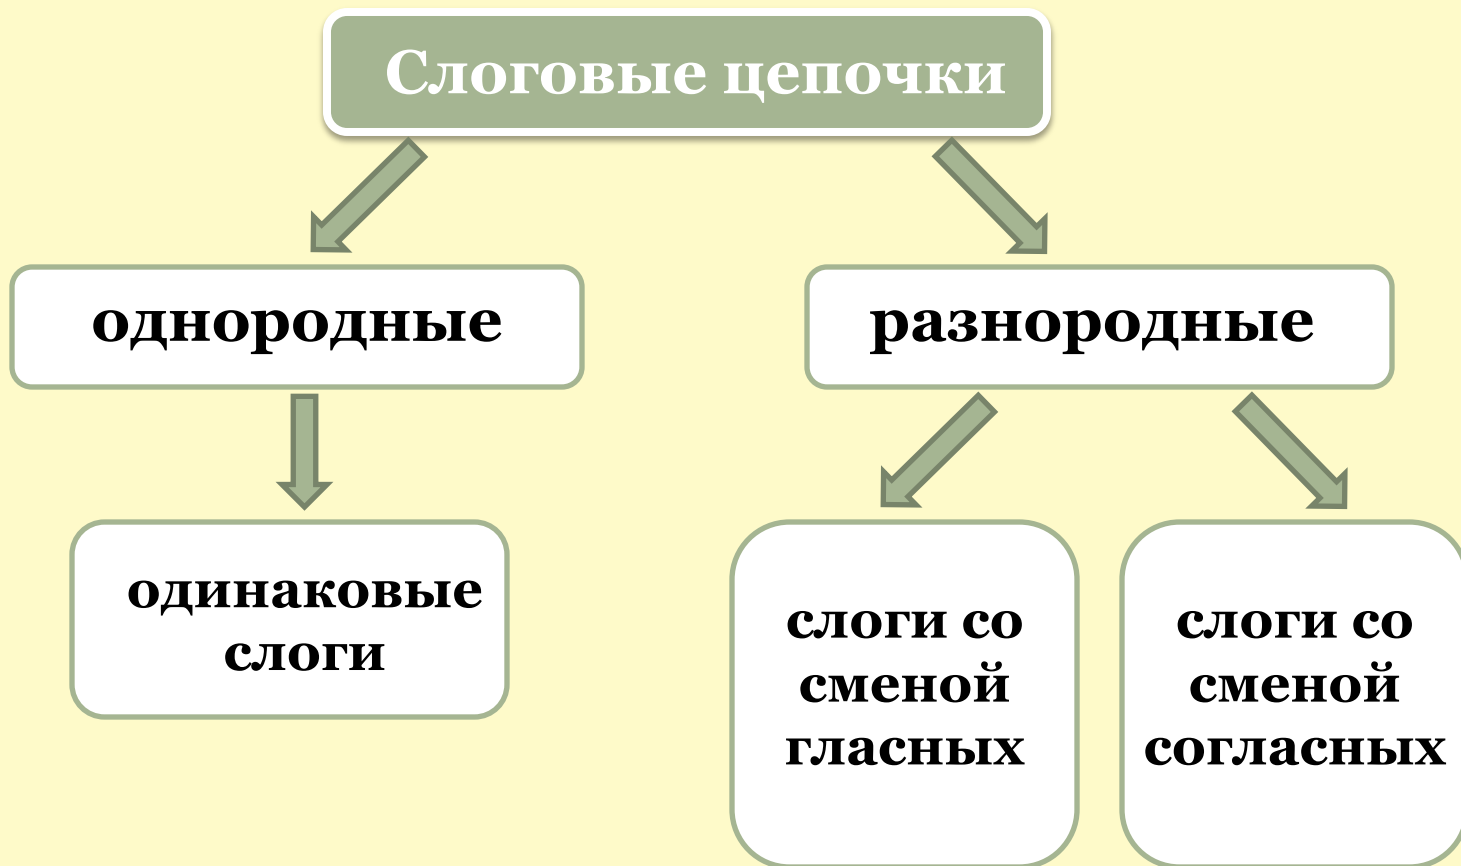 Слоговые цепочки
однородные
разнородные
одинаковые
слоги
слоги со
сменой
гласных
слоги со
сменой
согласных